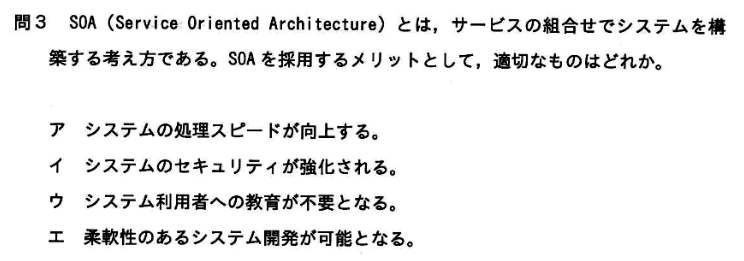 問3 SOA（Service Oriented Architecture）とは，サービスの組合せでシステムを構
築する考え方である。SOAを採用するメリットとして，適切なものはどれか。
ア システムの処理スピードが向上する。
イ システムのセキュリティが強化される。
ウ システム利用者への教育が不要となる。
エ 柔軟性のあるシステム開発が可能となる。